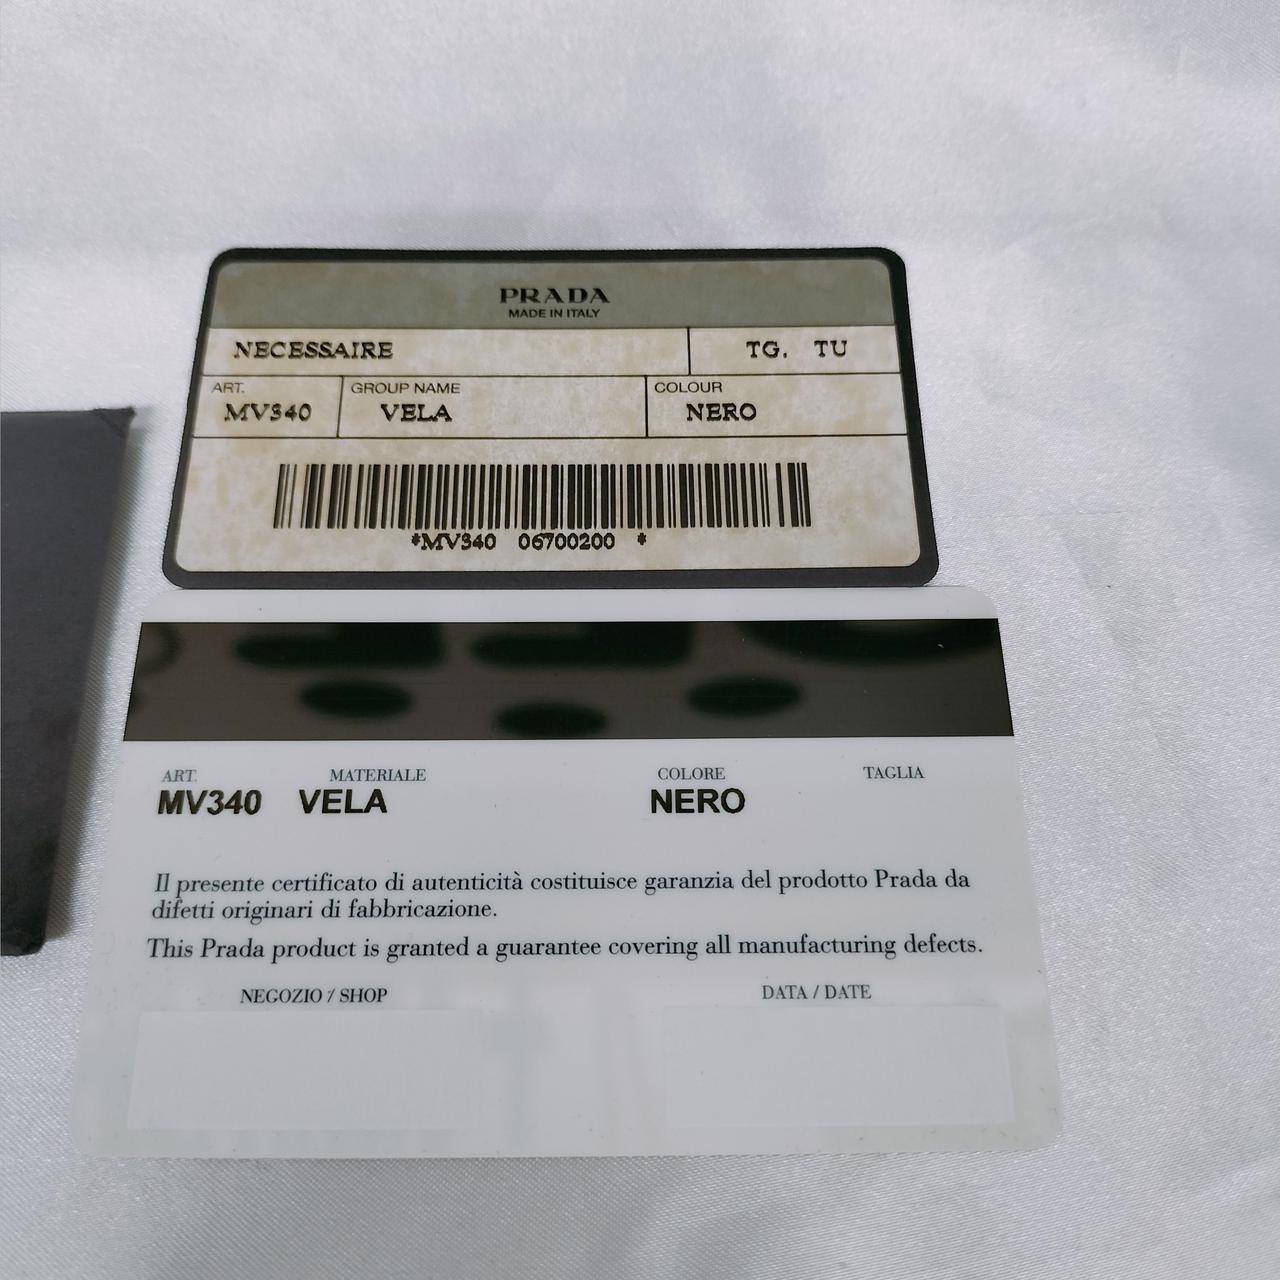 PRADA
MADE IN ITALY
NECESSAIRE TG. TU
ART. GROUP NAME COLOUR
MV340 VELA NERO
*MV340 06700200 *
ART. MATERIALE COLORE TAGLIA
MV340 VELA NERO
Il presente certificato di autenticità costituisce garanzia del prodotto Prada da
difetti originari di fabbricazione.
This Prada product is granted a guarantee covering all manufacturing defects.
NEGOZIO / SHOP DATA / DATE